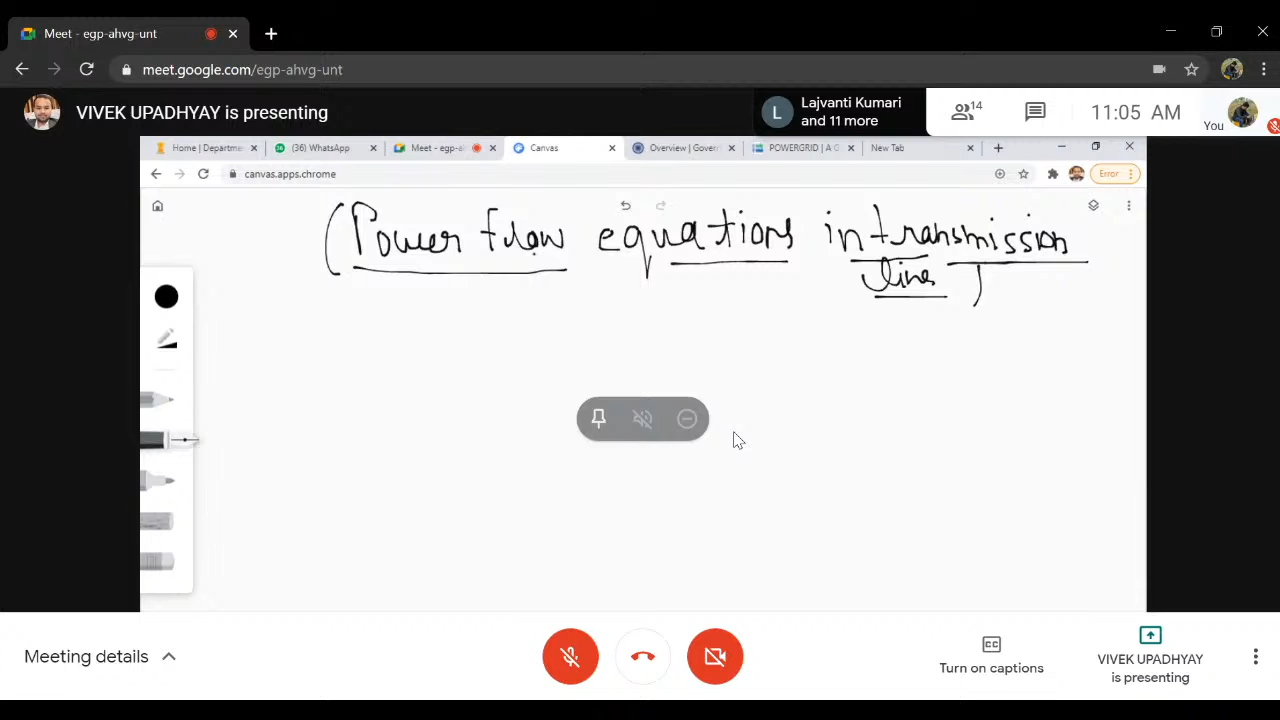 Meet - egp-ahvg-unt
meet.google.com/egp-ahvg-unt
VIVEK UPADHYAY is presenting
Lajvanti Kumari
and 11 more
14
11:05 AM
You
Home | Departme
(36) WhatsApp
Meet - egp-a
Canvas
Overview | Gover
POWERGRID | A G
New Tab
canvas.apps.chrome
Error
(Power flow equations in transmission
lines)
Meeting details
Turn on captions
VIVEK UPADHYAY
is presenting